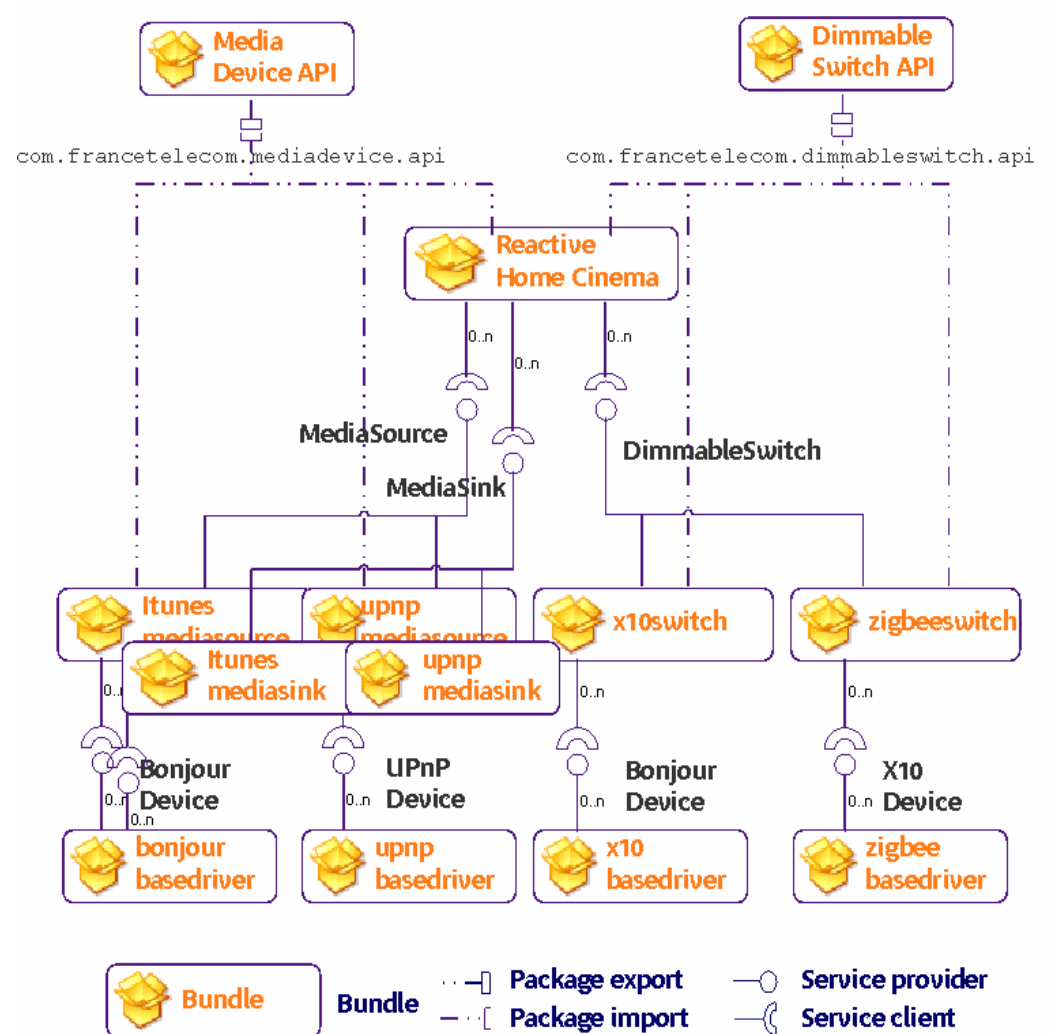 Media
Device API
Dimmable
Switch API
com.francetelecom.mediadevice.api
com.francetelecom.dimmableswitch.api
Reactive
Home Cinema
0..n
0..n
0..n
MediaSource
DimmableSwitch
MediaSink
Itunes
mediasource
upnp
mediasource
x10switch
zigbeeswitch
Itunes
mediasink
upnp
mediasink
0..n
0..n
Bonjour
Device
UPnP
Device
Bonjour
Device
X10
Device
0..n
0..n
0..n
0..n
bonjour
basedriver
upnp
basedriver
x10
basedriver
zigbee
basedriver
Bundle
Bundle
Package export
Service provider
Package import
Service client